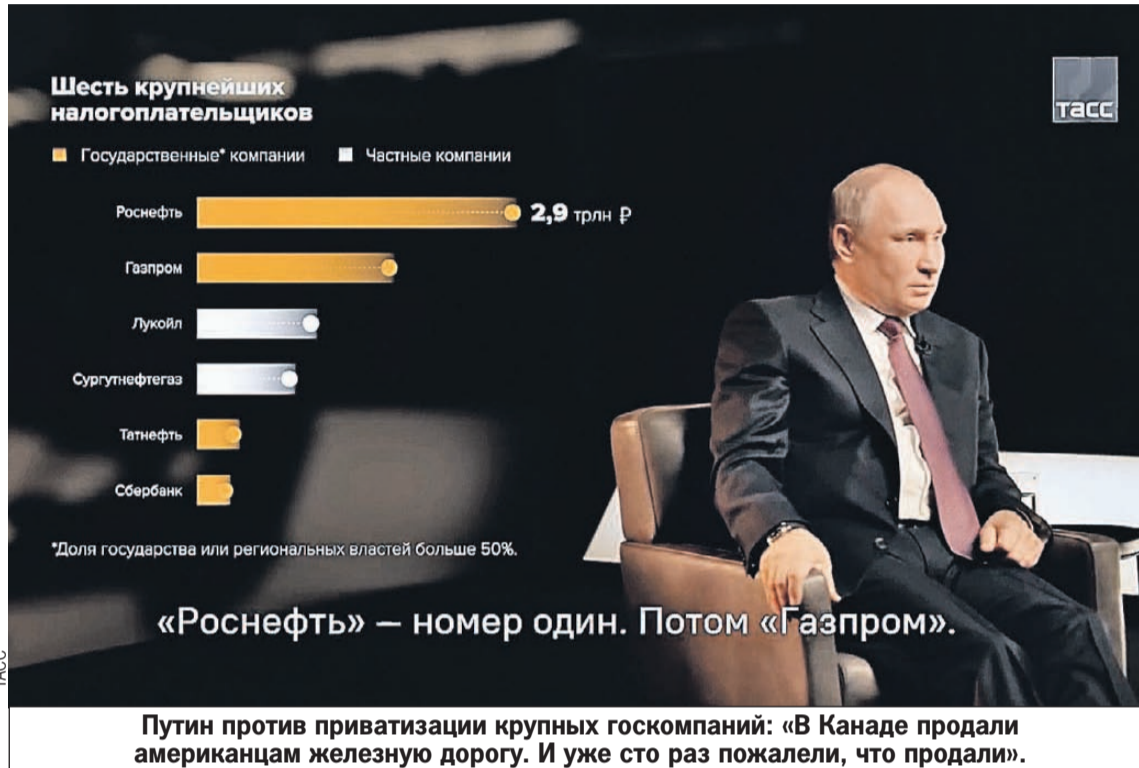 Шесть крупнейших
налогоплательщиков
тасс
Государственные* компании
Частные компании
Роснефть
2,9 трлн ₽
Газпром
Лукойл
Сургутнефтегаз
Татнефть
Сбербанк
*Доля государства или региональных властей больше 50%.
«Роснефть» — номер один. Потом «Газпром».
ТАСС
Путин против приватизации крупных госкомпаний: «В Канаде продали
американцам железную дорогу. И уже сто раз пожалели, что продали».